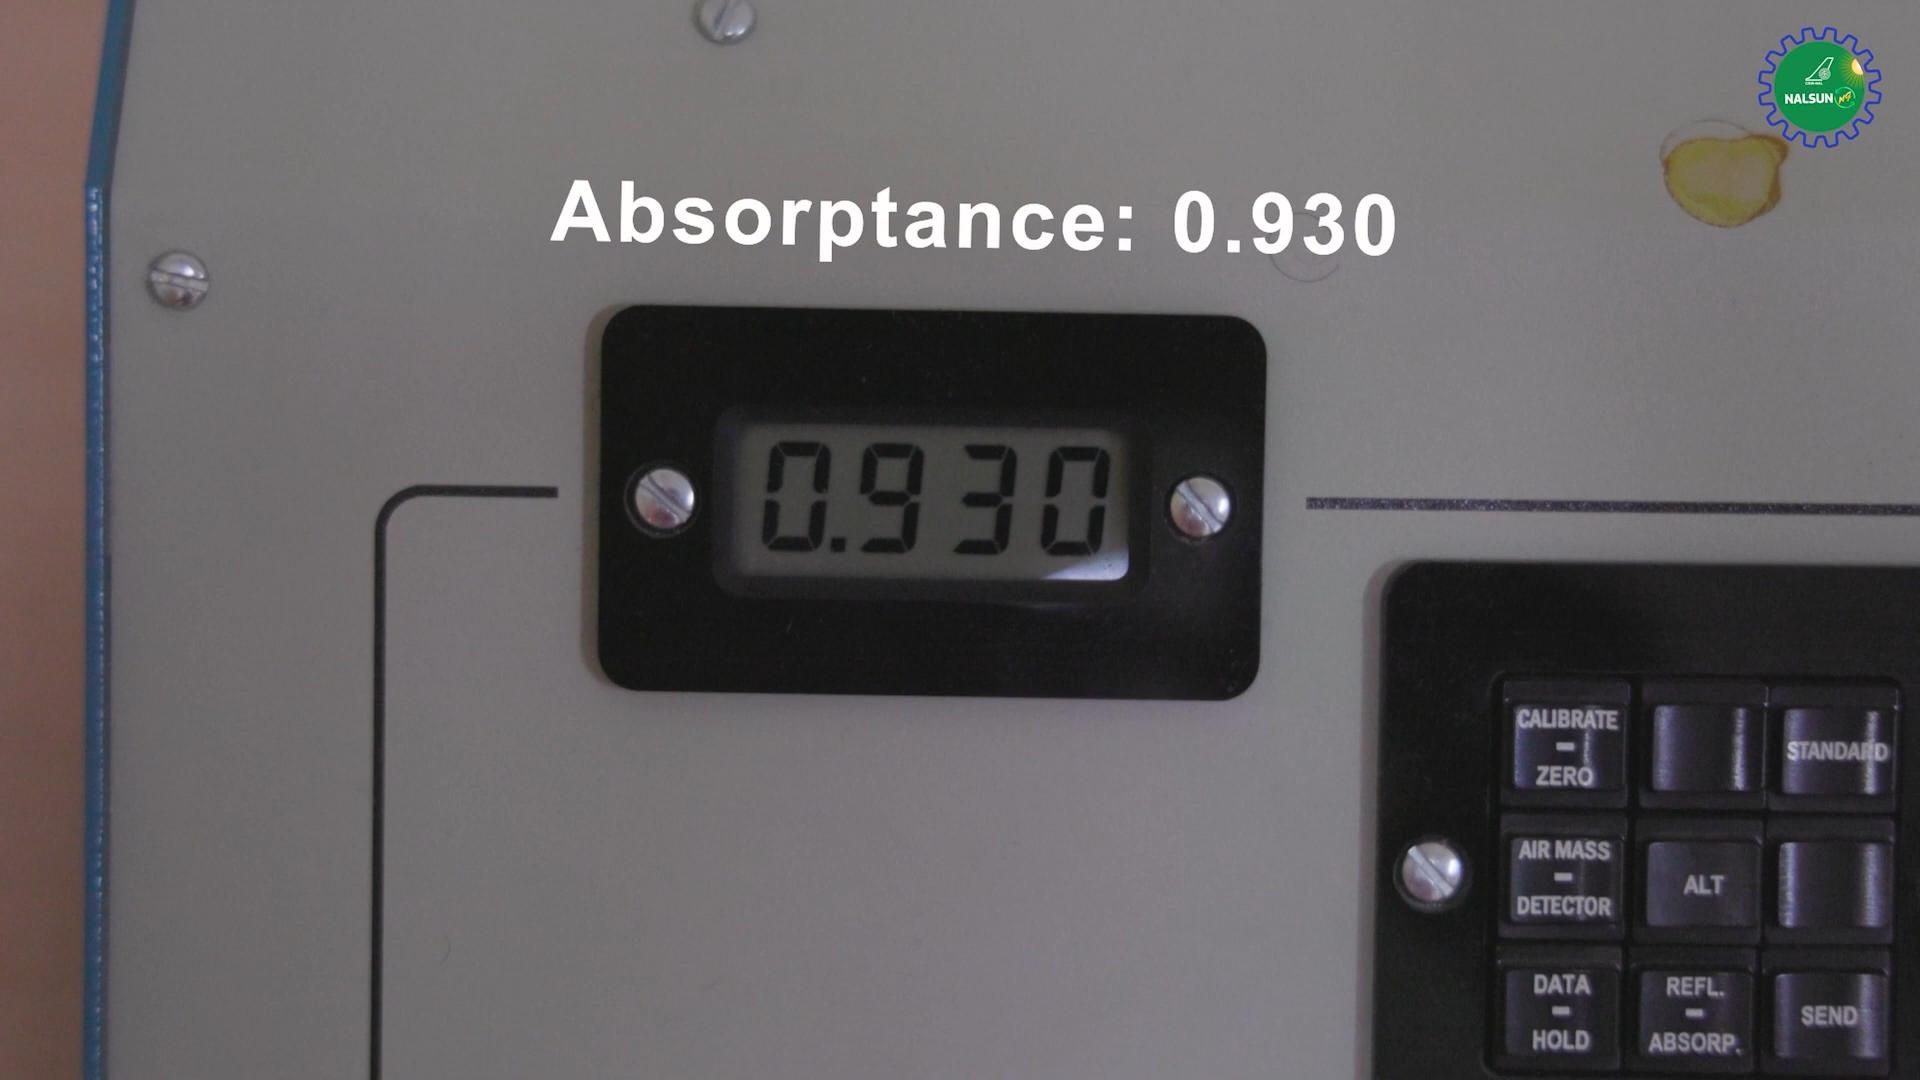 NALSUN
Absorptance: 0.930
0.930
CALIBRATE
-
ZERO
STANDARD
AIR MASS
-
DETECTOR
ALT
DATA
-
HOLD
REFL.
-
ABSORP.
SEND